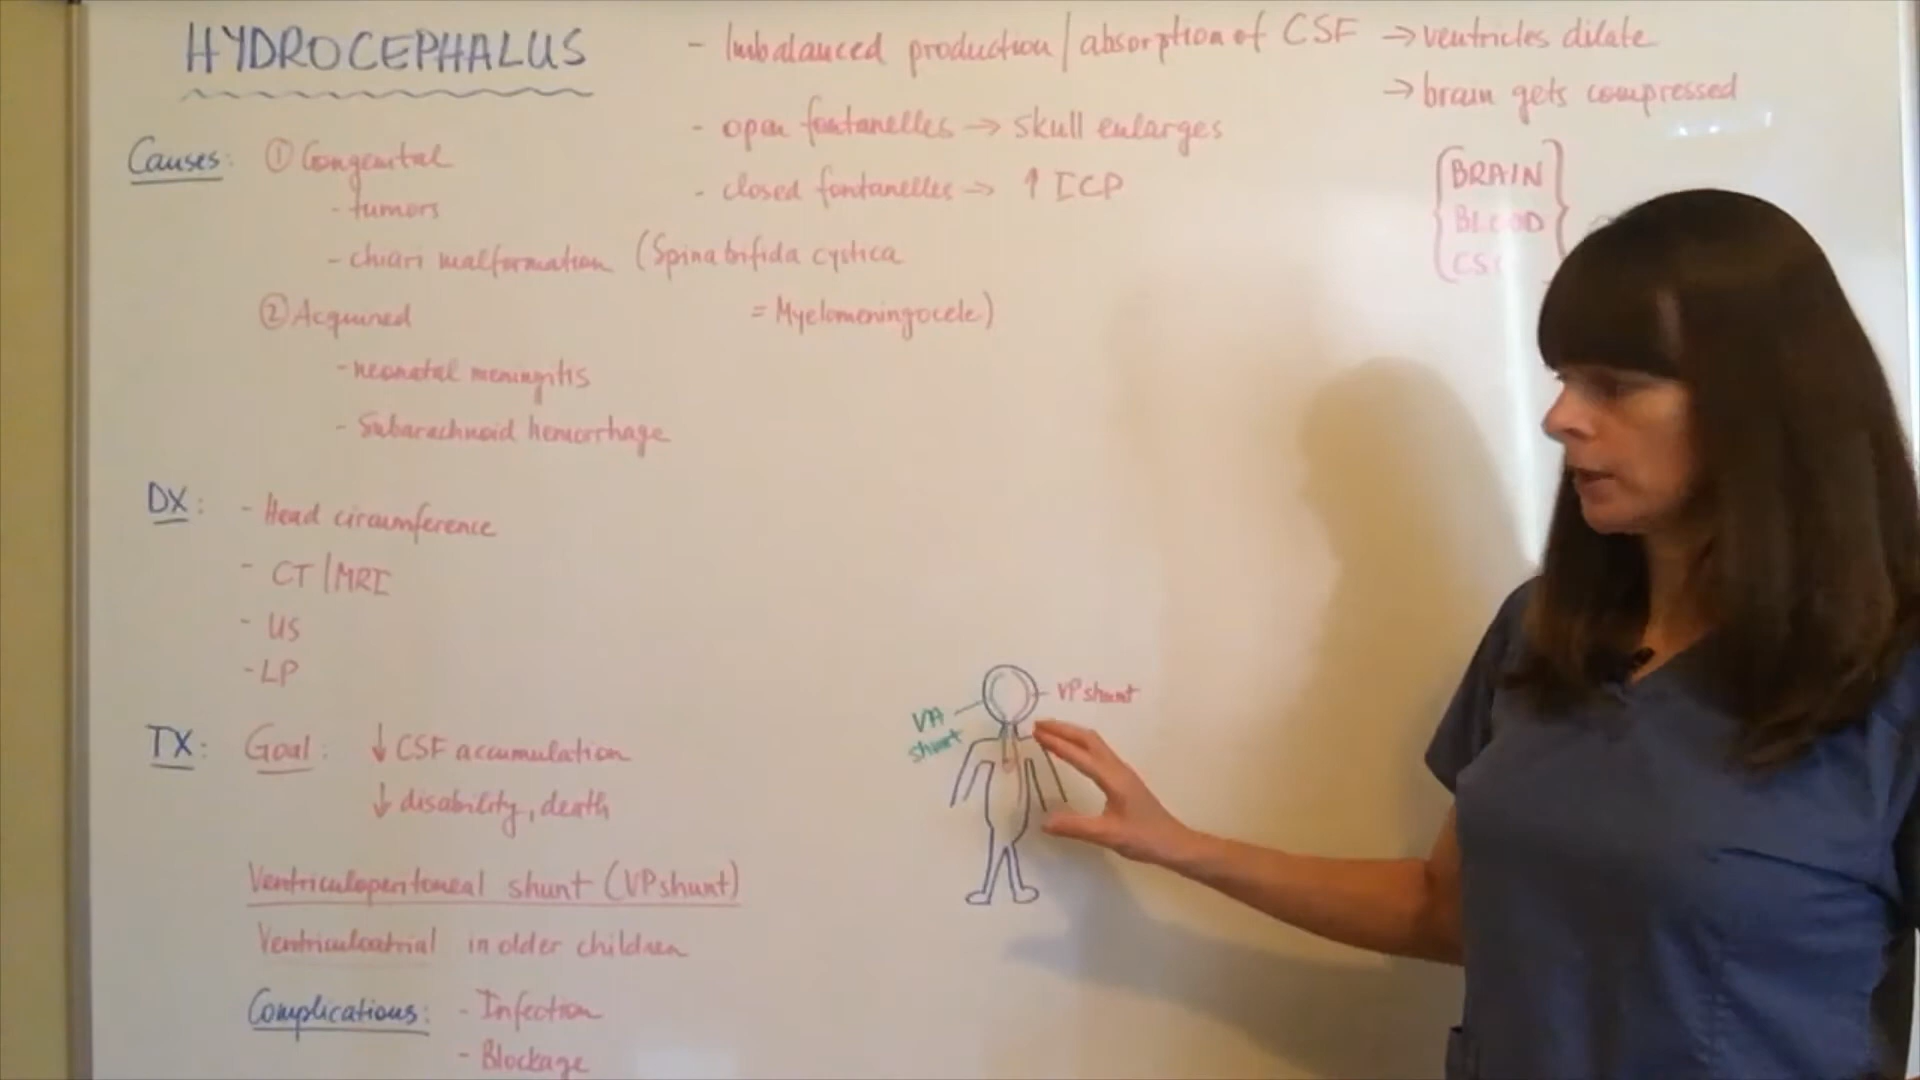 HYDROCEPHALUS
- Imbalanced production/absorption of CSF → ventricles dilate
→ brain gets compressed
- open fontanelles → skull enlarges
- closed fontanelles → ↑ ICP
{BRAIN
BLOOD
CSF
Causes: ① Congenital
- tumors
- chiari malformation (Spina bifida cystica
= Myelomeningocele)
② Acquired
- neonatal meningitis
- Subarachnoid hemorrhage
DX: - Head circumference
- CT/MRI
- US
- LP
TX: Goal: ↓ CSF accumulation
↓ disability, death
Ventriculoperitoneal shunt (VP shunt)
Ventriculoatrial in older children
Complications: - Infection
- Blockage
VA
shunt
VP shunt